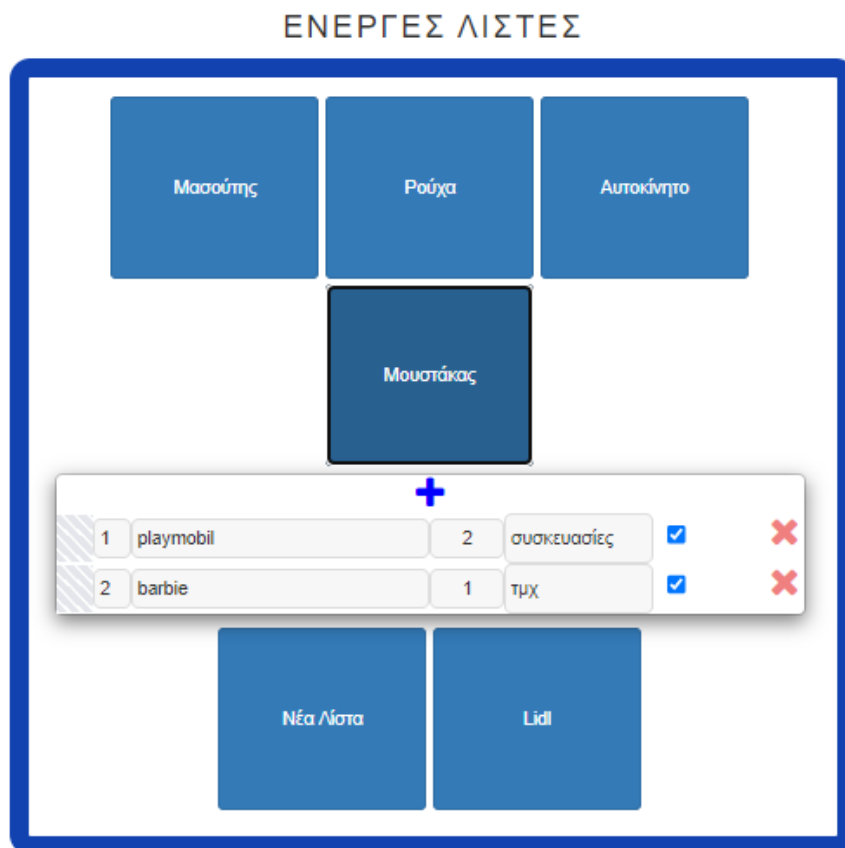 ΕΝΕΡΓΕΣ ΛΙΣΤΕΣ
Μασούτης Ρούχα Αυτοκίνητο
Μουστάκας
1 playmobil 2 συσκευασίες
2 barbie 1 τμχ
Νέα Λίστα Lidl